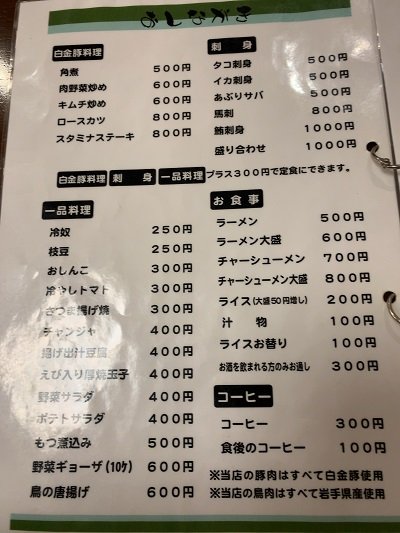 おしながき
白金豚料理
角煮 500円
肉野菜炒め 600円
キムチ炒め 600円
ロースカツ 800円
スタミナステーキ 800円
刺身
タコ刺身 500円
イカ刺身 500円
あぶりサバ 500円
馬刺 800円
鮪刺身 1000円
盛り合わせ 1000円
白金豚料理 刺身 一品料理 プラス300円で定食にできます。
一品料理
冷奴 250円
枝豆 250円
おしんこ 300円
冷やしトマト 300円
さつま揚げ焼 300円
チャンジャ 400円
揚げ出汁豆腐 400円
えび入り厚焼玉子 400円
野菜サラダ 400円
ポテトサラダ 400円
もつ煮込み 500円
野菜ギョーザ(10ケ) 600円
鳥の唐揚げ 600円
お食事
ラーメン 500円
ラーメン大盛 600円
チャーシューメン 700円
チャーシューメン大盛 800円
ライス(大盛50円増し) 200円
汁物 100円
ライスお替り 100円
お酒を飲まれる方のみお通し 300円
コーヒー
コーヒー 300円
食後のコーヒー 100円
※当店の豚肉はすべて白金豚使用
※当店の鳥肉はすべて岩手県産使用